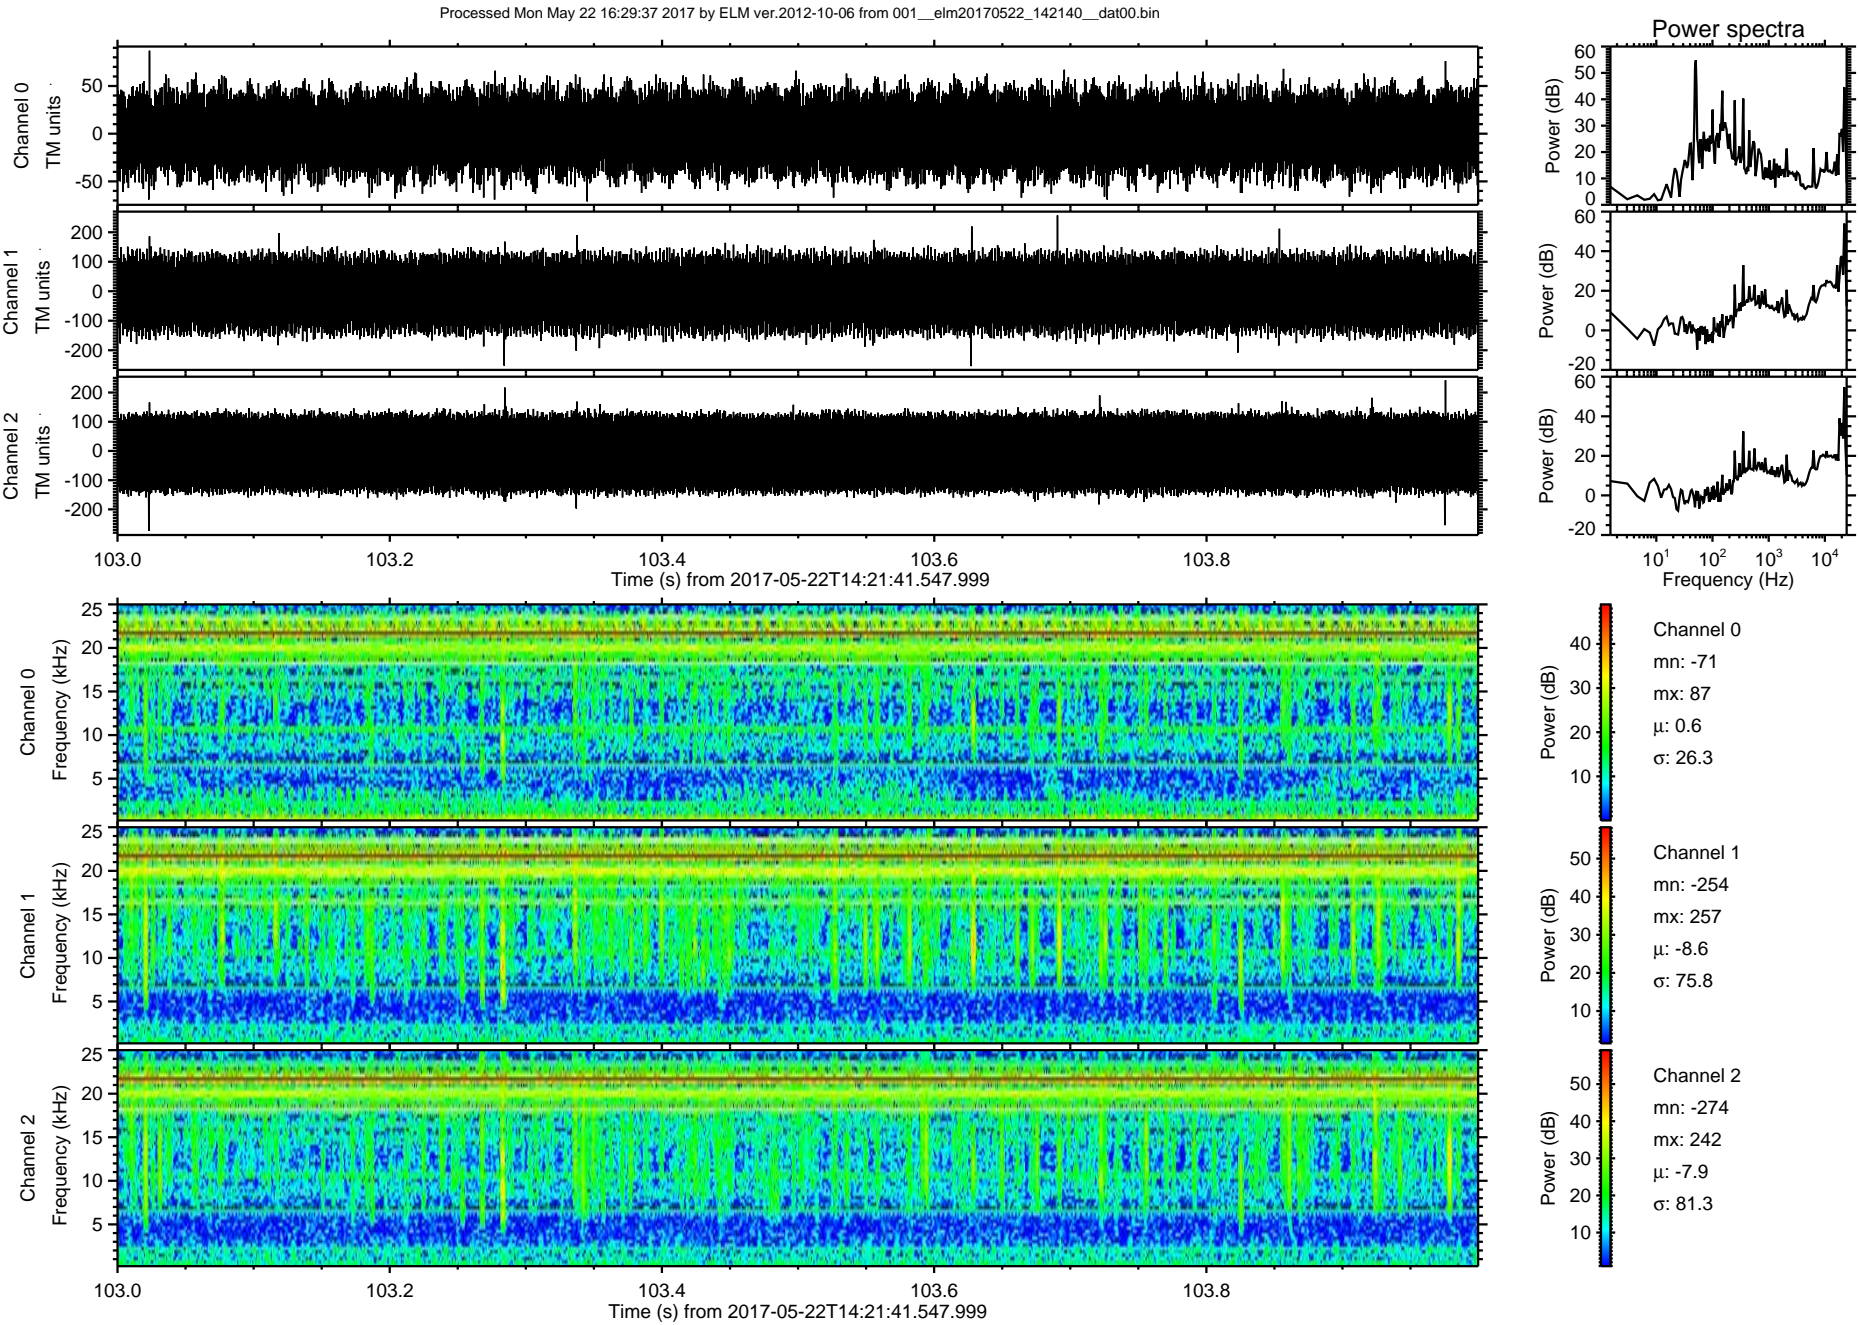 Processed Mon May 22 16:29:37 2017 by ELM ver.2012-10-06 from 001__elm20170522_142140__dat00.bin
Power spectra
Channel 0
TM units
50
0
-50
Power (dB)
60
50
40
30
20
10
0
Channel 1
TM units
200
100
0
-100
-200
Power (dB)
60
40
20
0
-20
Channel 2
TM units
200
100
0
-100
-200
Power (dB)
60
40
20
0
-20
103.0 103.2 103.4 103.6 103.8
Time (s) from 2017-05-22T14:21:41.547.999
10¹ 10² 10³ 10⁴
Frequency (Hz)
Channel 0
Frequency (kHz)
25
20
15
10
5
Power (dB)
40
30
20
10
Channel 0
mn: -71
mx: 87
μ: 0.6
σ: 26.3
Channel 1
Frequency (kHz)
25
20
15
10
5
Power (dB)
50
40
30
20
10
Channel 1
mn: -254
mx: 257
μ: -8.6
σ: 75.8
Channel 2
Frequency (kHz)
25
20
15
10
5
Power (dB)
50
40
30
20
10
Channel 2
mn: -274
mx: 242
μ: -7.9
σ: 81.3
103.0 103.2 103.4 103.6 103.8
Time (s) from 2017-05-22T14:21:41.547.999